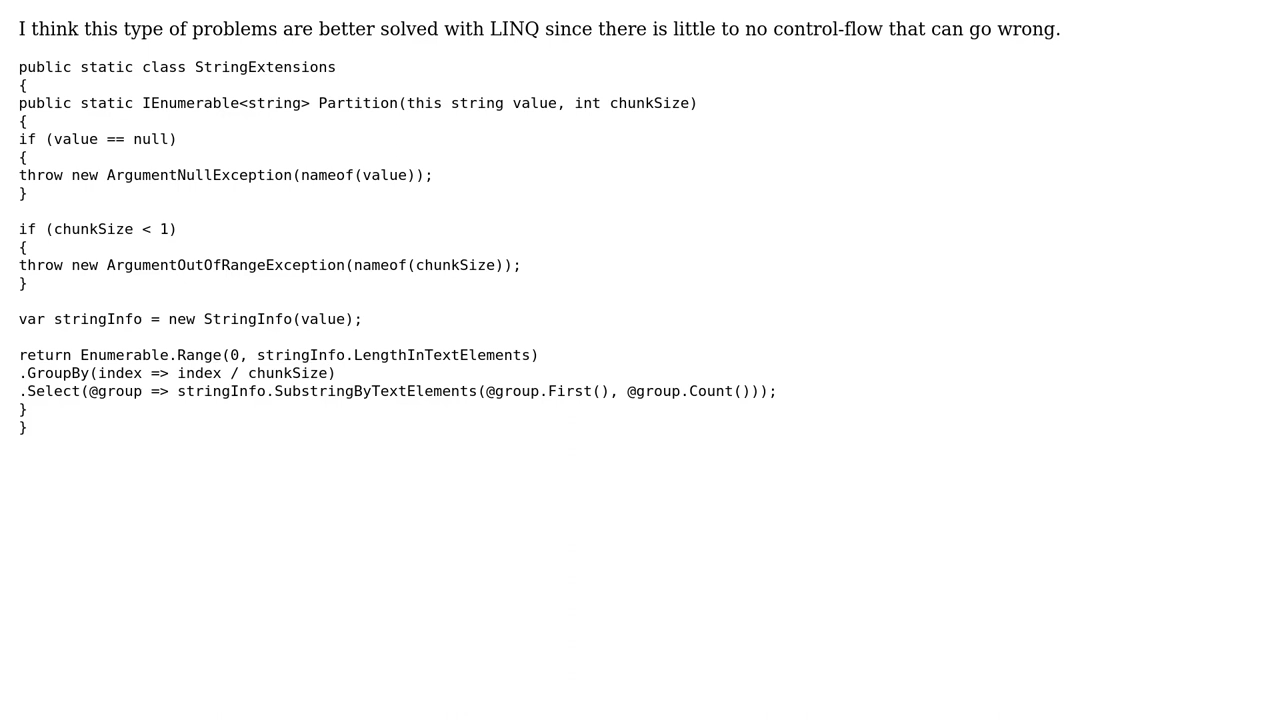 I think this type of problems are better solved with LINQ since there is little to no control-flow that can go wrong.
public static class StringExtensions
{
public static IEnumerable<string> Partition(this string value, int chunkSize)
{
if (value == null)
{
throw new ArgumentNullException(nameof(value));
}
if (chunkSize < 1)
{
throw new ArgumentOutOfRangeException(nameof(chunkSize));
}
var stringInfo = new StringInfo(value);
return Enumerable.Range(0, stringInfo.LengthInTextElements)
.GroupBy(index => index / chunkSize)
.Select(@group => stringInfo.SubstringByTextElements(@group.First(), @group.Count()));
}
}